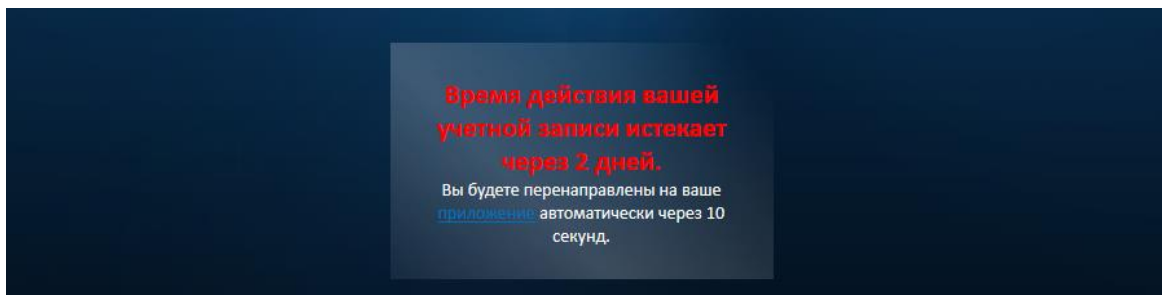 Время действия вашей
учетной записи истекает
через 2 дней.
Вы будете перенаправлены на ваше
приложение автоматически через 10
секунд.